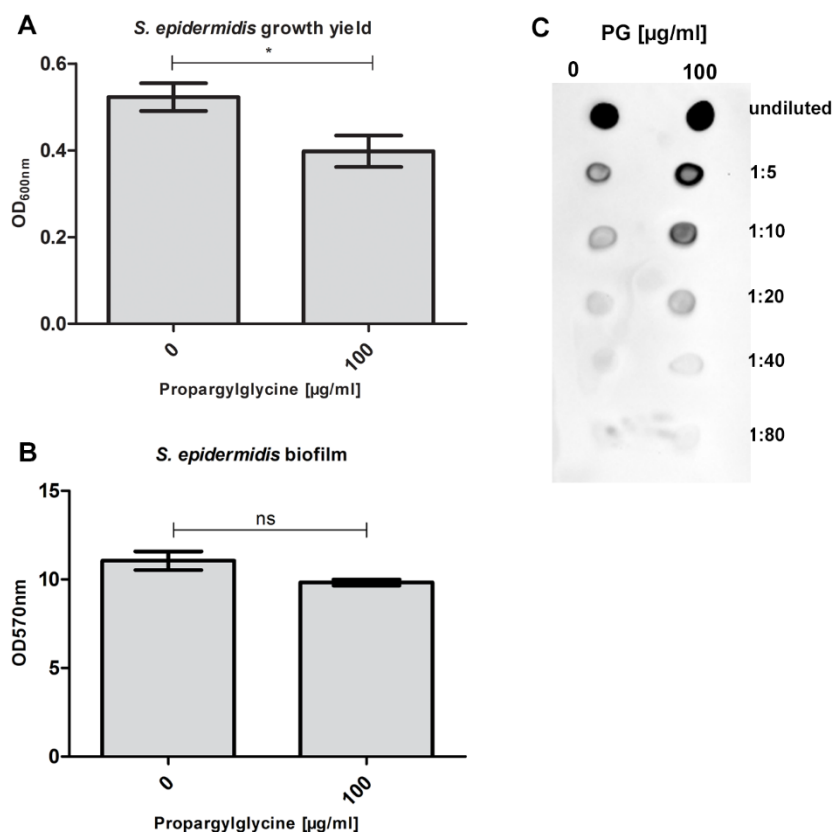 A
S. epidermidis growth yield
*
0.6
0.4
0.2
0.0
OD600nm
0
100
Propargylglycine [µg/ml]
B
S. epidermidis biofilm
ns
15
10
5
0
OD570nm
0
100
Propargylglycine [µg/ml]
C
PG [µg/ml]
0 100
undiluted
1:5
1:10
1:20
1:40
1:80